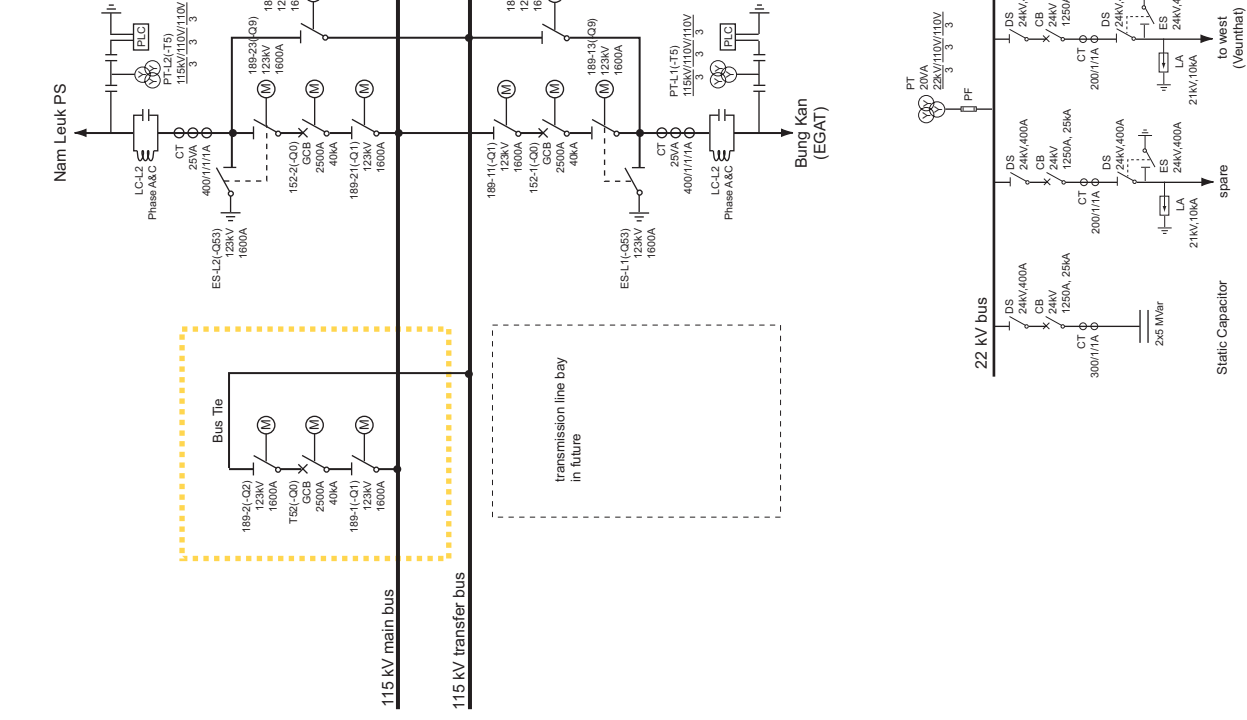 Nam Leuk PS
PLC
PT-L2(-T5)
115kV/110V/110V
3 3 3
LC-L2
Phase A&C
CT
25VA
400/1/1A
ES-L2(-Q53)
123kV
1600A
189-23(-Q9)
123kV
1600A
152-2(-Q0)
GCB
2500A
40kA
189-21(-Q1)
123kV
1600A
M
M
M
189-11(-Q1)
123kV
1600A
152-1(-Q0)
GCB
2500A
40kA
189-13(-Q9)
123kV
1600A
M
M
M
ES-L1(-Q53)
123kV
1600A
PT-L1(-T5)
115kV/110V/110V
3 3 3
PLC
CT
25VA
400/1/1A
LC-L2
Phase A&C
Bung Kan
(EGAT)
Bus Tie
M
M
M
189-2(-Q2)
123kV
1600A
T52(-Q0)
GCB
2500A
40kA
189-1(-Q1)
123kV
1600A
transmission line bay
in future
115 kV main bus
115 kV transfer bus
PT
20VA
22kV/110V/110V
3 3 3
PF
22 kV bus
DS
CB
24kV
1250A
CT
200/1/1A
DS
ES
LA
21kV,10kA
to west
(Veunthat)
DS
24kV,400A
CB
1250A, 25kA
CT
200/1/1A
DS
24kV,400A
ES
24kV,400A
LA
21kV,10kA
spare
DS
24kV,400A
CB
24kV
1250A, 25kA
CT
300/1/1A
2x5 MVar
Static Capacitor